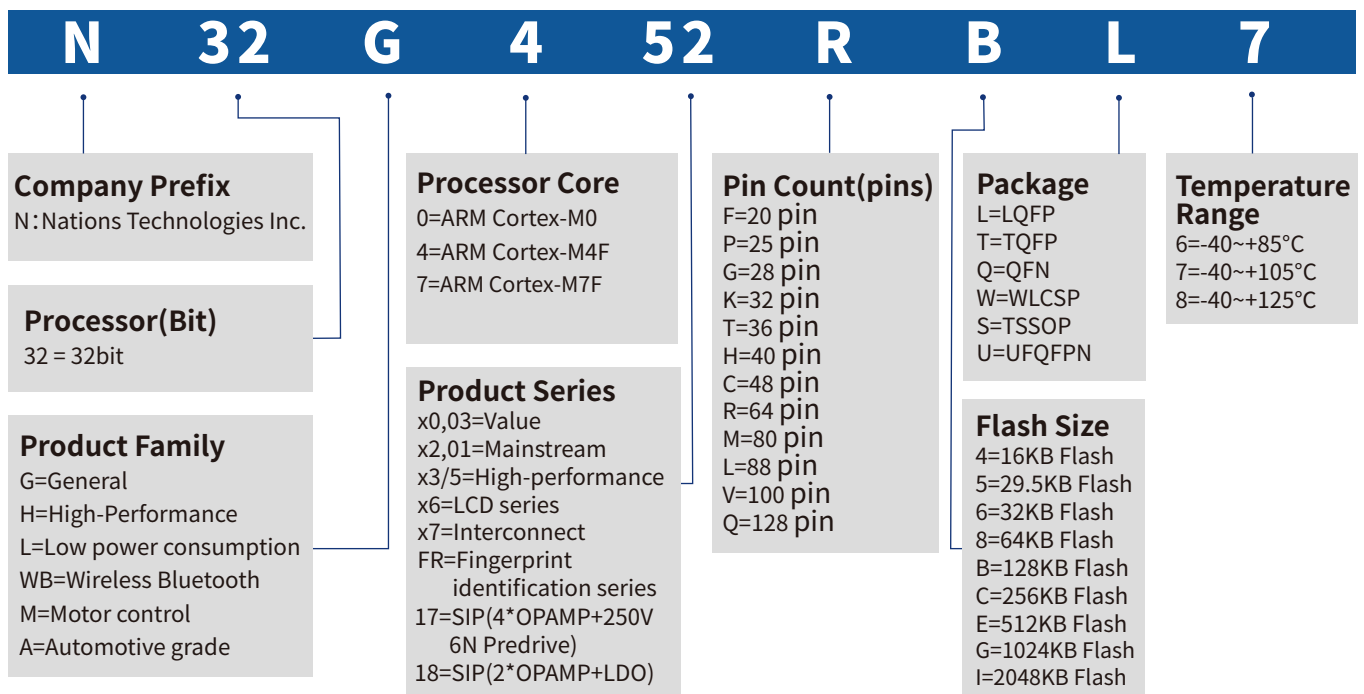 N 32 G 4 52 R B L 7
Company Prefix
N：Nations Technologies Inc.
Processor(Bit)
32 = 32bit
Product Family
G=General
H=High-Performance
L=Low power consumption
WB=Wireless Bluetooth
M=Motor control
A=Automotive grade
Processor Core
0=ARM Cortex-M0
4=ARM Cortex-M4F
7=ARM Cortex-M7F
Product Series
x0,03=Value
x2,01=Mainstream
x3/5=High-performance
x6=LCD series
x7=Interconnect
FR=Fingerprint
identification series
17=SIP(4*OPAMP+250V
6N Predrive)
18=SIP(2*OPAMP+LDO)
Pin Count(pins)
F=20 pin
P=25 pin
G=28 pin
K=32 pin
T=36 pin
H=40 pin
C=48 pin
R=64 pin
M=80 pin
L=88 pin
V=100 pin
Q=128 pin
Package
L=LQFP
T=TQFP
Q=QFN
W=WLCSP
S=TSSOP
U=UFQFPN
Flash Size
4=16KB Flash
5=29.5KB Flash
6=32KB Flash
8=64KB Flash
B=128KB Flash
C=256KB Flash
E=512KB Flash
G=1024KB Flash
I=2048KB Flash
Temperature
Range
6=-40~+85°C
7=-40~+105°C
8=-40~+125°C